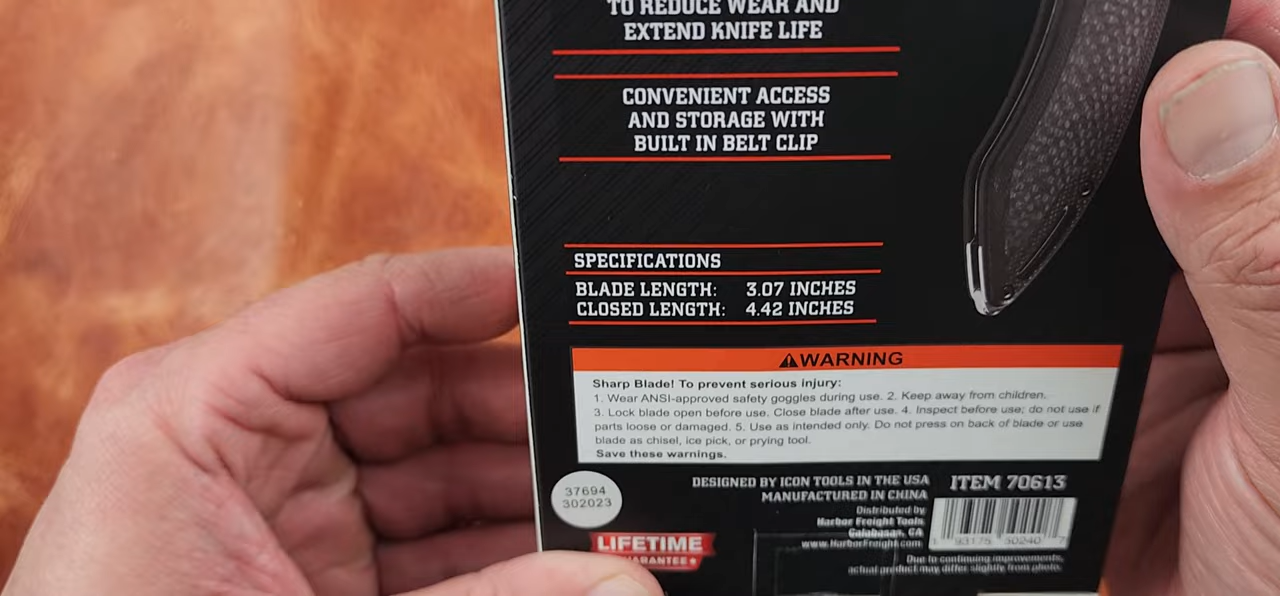 TO REDUCE WEAR AND
EXTEND KNIFE LIFE
CONVENIENT ACCESS
AND STORAGE WITH
BUILT IN BELT CLIP
SPECIFICATIONS
BLADE LENGTH: 3.07 INCHES
CLOSED LENGTH: 4.42 INCHES
⚠WARNING
Sharp Blade! To prevent serious injury:
1. Wear ANSI-approved safety goggles during use. 2. Keep away from children.
3. Lock blade open before use. Close blade after use. 4. Inspect before use; do not use if
parts loose or damaged. 5. Use as intended only. Do not press on back of blade or use
blade as chisel, ice pick, or prying tool.
Save these warnings.
37694
302023
DESIGNED BY ICON TOOLS IN THE USA
MANUFACTURED IN CHINA
Distributed by
Harbor Freight Tools
Calabasas, CA
www.HarborFreight.com
ITEM 70613
1 93175 50240 7
Due to continuing improvements,
actual product may differ slightly from photo.
LIFETIME